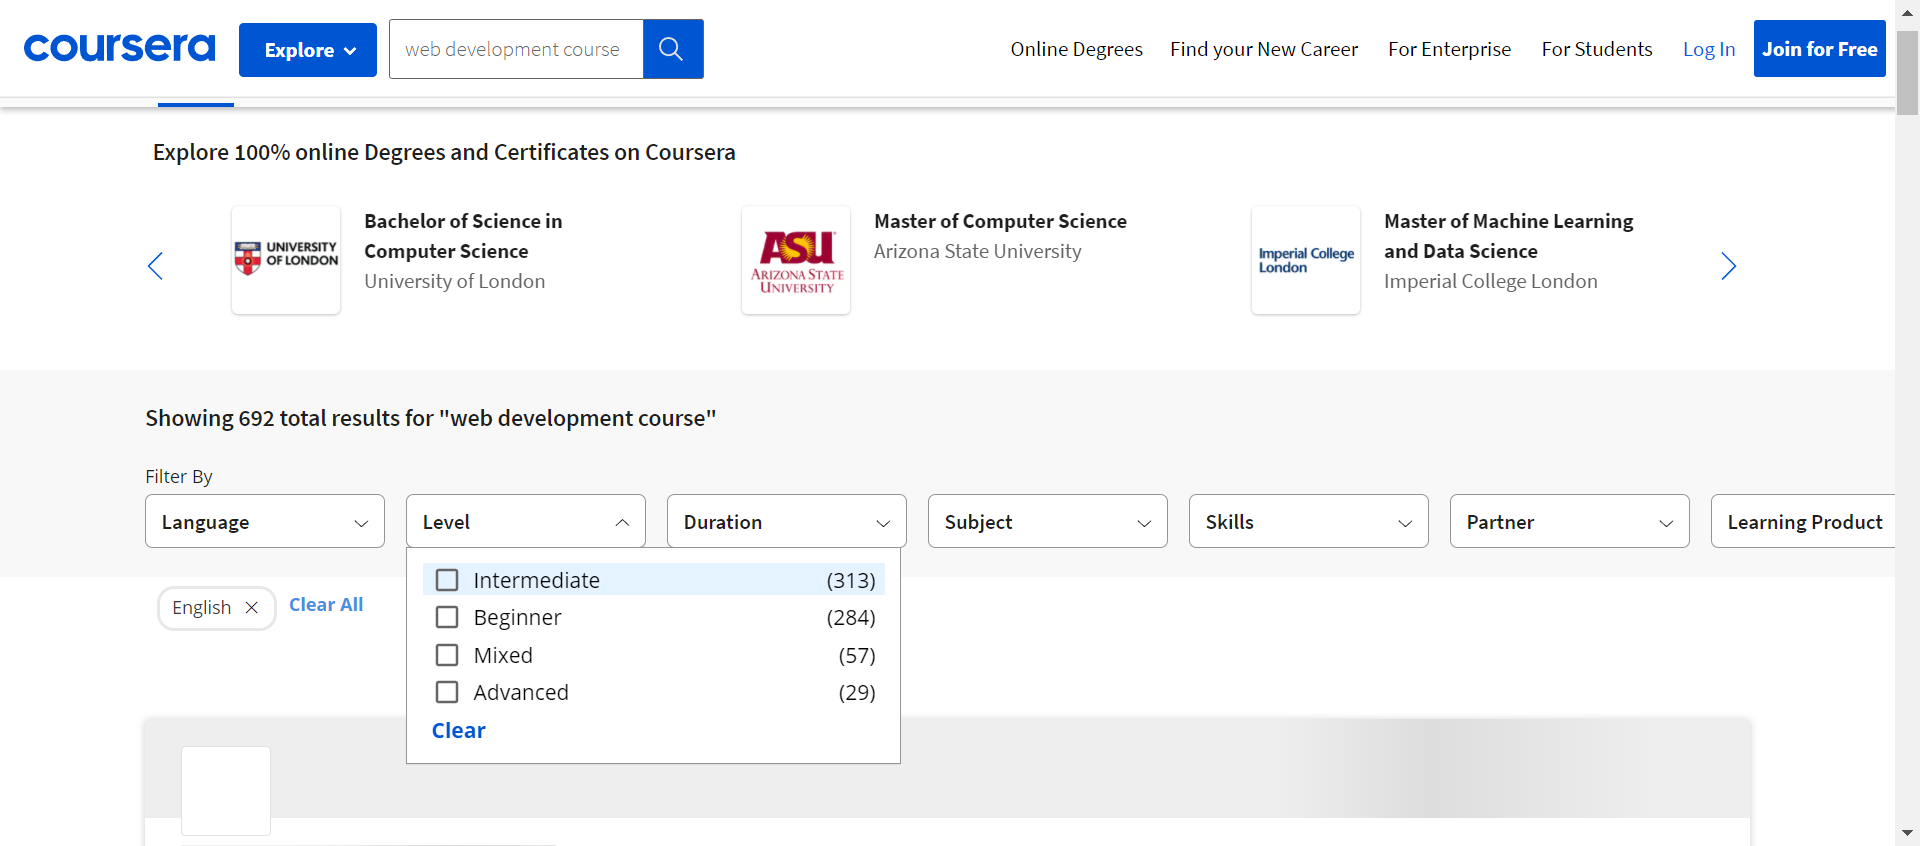 coursera
Explore
web development course
Online Degrees
Find your New Career
For Enterprise
For Students
Log In
Join for Free
Explore 100% online Degrees and Certificates on Coursera
UNIVERSITY
OF LONDON
Bachelor of Science in
Computer Science
University of London
ASU
ARIZONA STATE
UNIVERSITY
Master of Computer Science
Arizona State University
Imperial College
London
Master of Machine Learning
and Data Science
Imperial College London
Showing 692 total results for "web development course"
Filter By
Language
Level
Duration
Subject
Skills
Partner
Learning Product
Intermediate (313)
Beginner (284)
Mixed (57)
Advanced (29)
Clear
English
Clear All